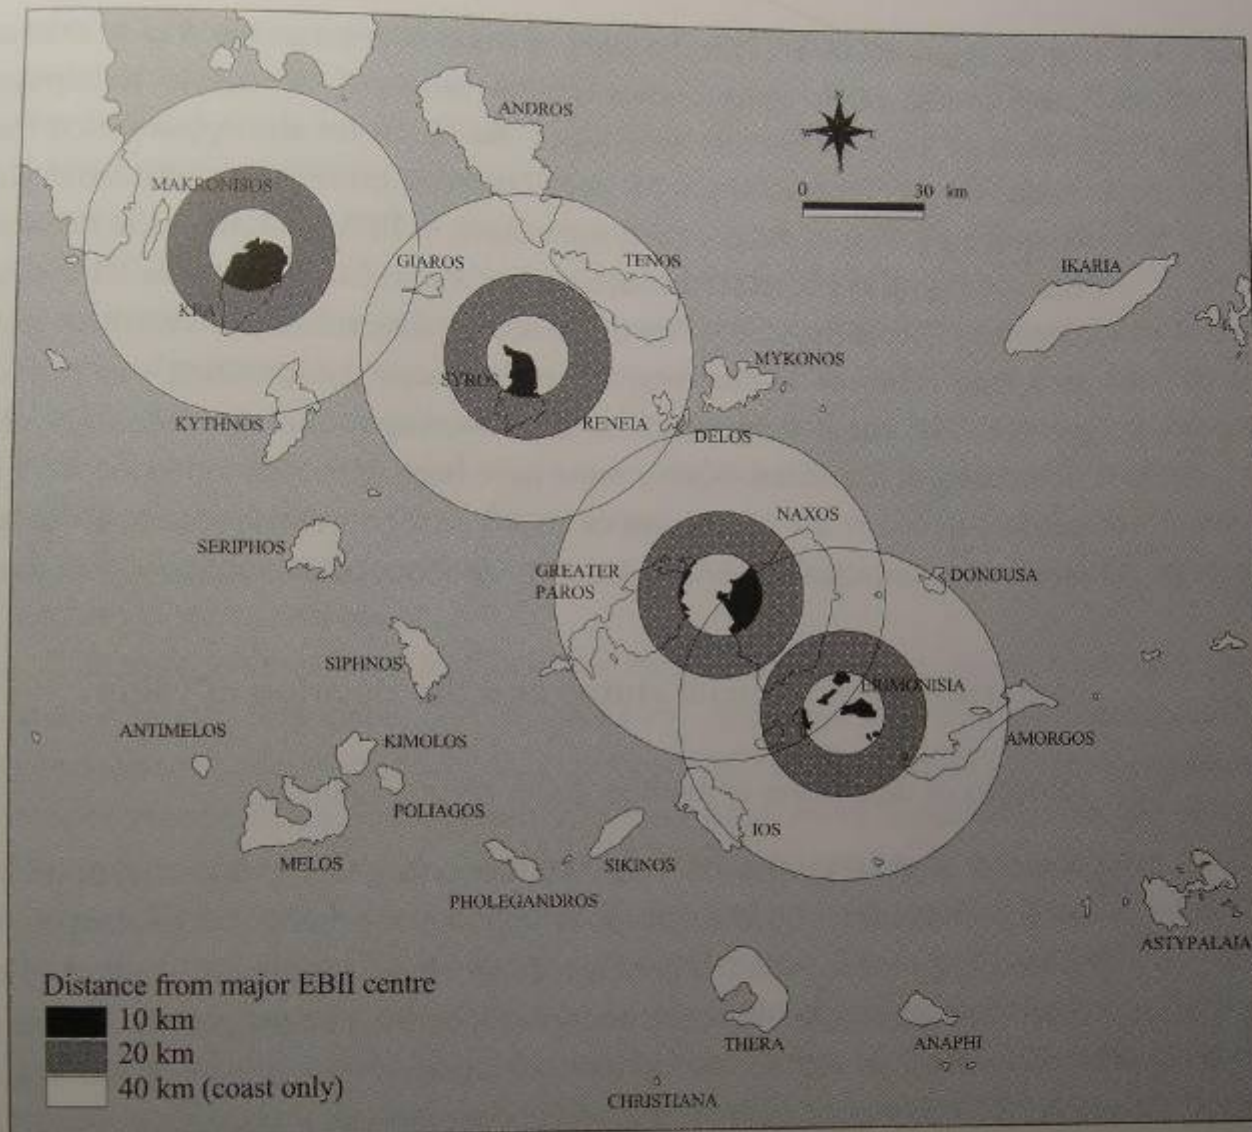 ANDROS
N
MAKRONISOS
0 30 km
GIAROS
TENOS
IKARIA
KEA
MYKONOS
SYROS
KYTHNOS
RENEIA
DELOS
NAXOS
SERIPHOS
GREATER
PAROS
DONOUSA
SIPHNOS
ERIMONISIA
ANTIMELOS
KIMOLOS
AMORGOS
POLIAGOS
IOS
MELOS
SIKINOS
PHOLEGANDROS
ASTYPALAIA
Distance from major EBII centre
10 km
20 km
40 km (coast only)
THERA
ANAPHI
CHRISTIANA